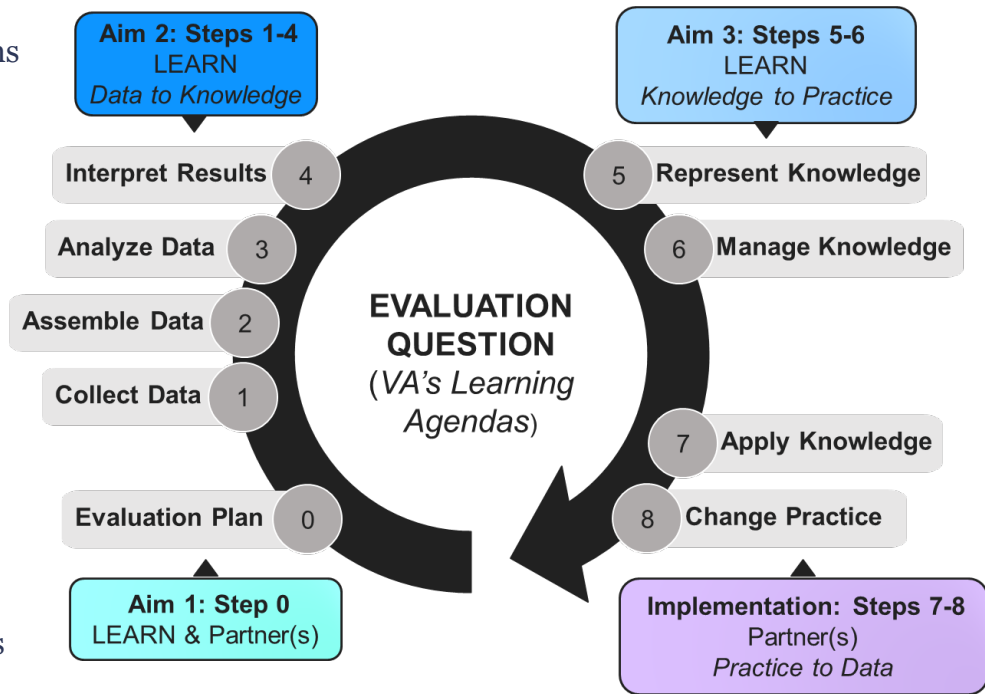 ns
Aim 2: Steps 1-4
LEARN
Data to Knowledge
Aim 3: Steps 5-6
LEARN
Knowledge to Practice
Interpret Results 4
Analyze Data 3
Assemble Data 2
Collect Data 1
Evaluation Plan 0
EVALUATION
QUESTION
(VA's Learning
Agendas)
5 Represent Knowledge
6 Manage Knowledge
7 Apply Knowledge
8 Change Practice
Aim 1: Step 0
LEARN & Partner(s)
Implementation: Steps 7-8
Partner(s)
Practice to Data
s